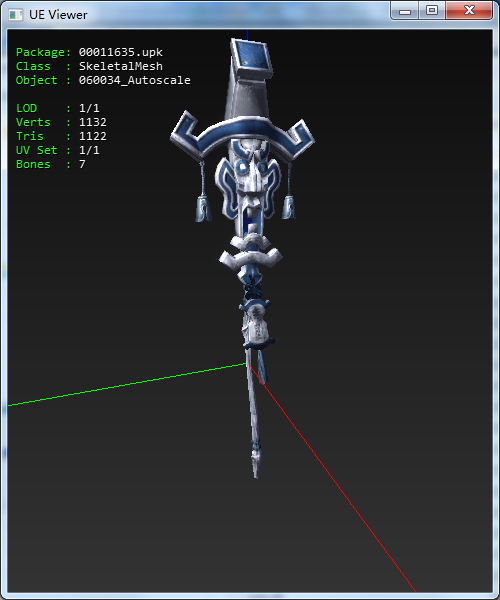 UE Viewer
Package: 00011635.upk
Class : SkeletalMesh
Object : 060034_Autoscale
LOD : 1/1
Verts : 1132
Tris : 1122
UV Set : 1/1
Bones : 7